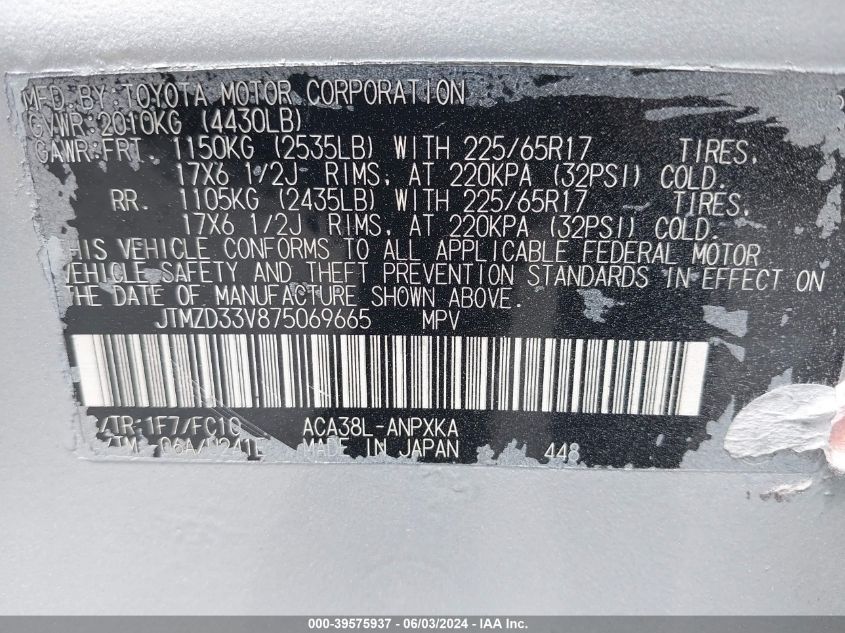 MFD. BY: TOYOTA MOTOR CORPORATION
GVWR: 2010KG (4430LB)
GAWR: FRT. 1150KG (2535LB) WITH 225/65R17 TIRES,
17X6 1/2J RIMS, AT 220KPA (32PSI) COLD.
RR. 1105KG (2435LB) WITH 225/65R17 TIRES,
17X6 1/2J RIMS, AT 220KPA (32PSI) COLD.
THIS VEHICLE CONFORMS TO ALL APPLICABLE FEDERAL MOTOR
VEHICLE SAFETY AND THEFT PREVENTION STANDARDS IN EFFECT ON
THE DATE OF MANUFACTURE SHOWN ABOVE.
JTMZD33V875069665 MPV
/TR:1F7/FC10 ACA38L-ANPXKA
MADE IN JAPAN 448
000-39575937 - 06/03/2024 - IAA Inc.